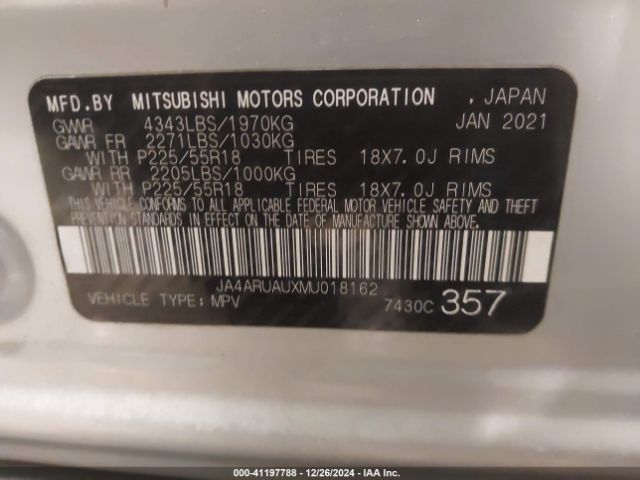 MFD.BY MITSUBISHI MOTORS CORPORATION , JAPAN
GVWR 4343LBS/1970KG JAN 2021
GAWR FR 2271LBS/1030KG
WITH P225/55R18 TIRES 18X7.0J RIMS
GAWR RR 2205LBS/1000KG
WITH P225/55R18 TIRES 18X7.0J RIMS
THIS VEHICLE CONFORMS TO ALL APPLICABLE FEDERAL MOTOR VEHICLE SAFETY AND THEFT
PREVENTION STANDARDS IN EFFECT ON THE DATE OF MANUFACTURE SHOWN ABOVE.
JA4ARUAUXMU018162
VEHICLE TYPE: MPV 7430C 357
000-41197788 - 12/26/2024 - IAA Inc.